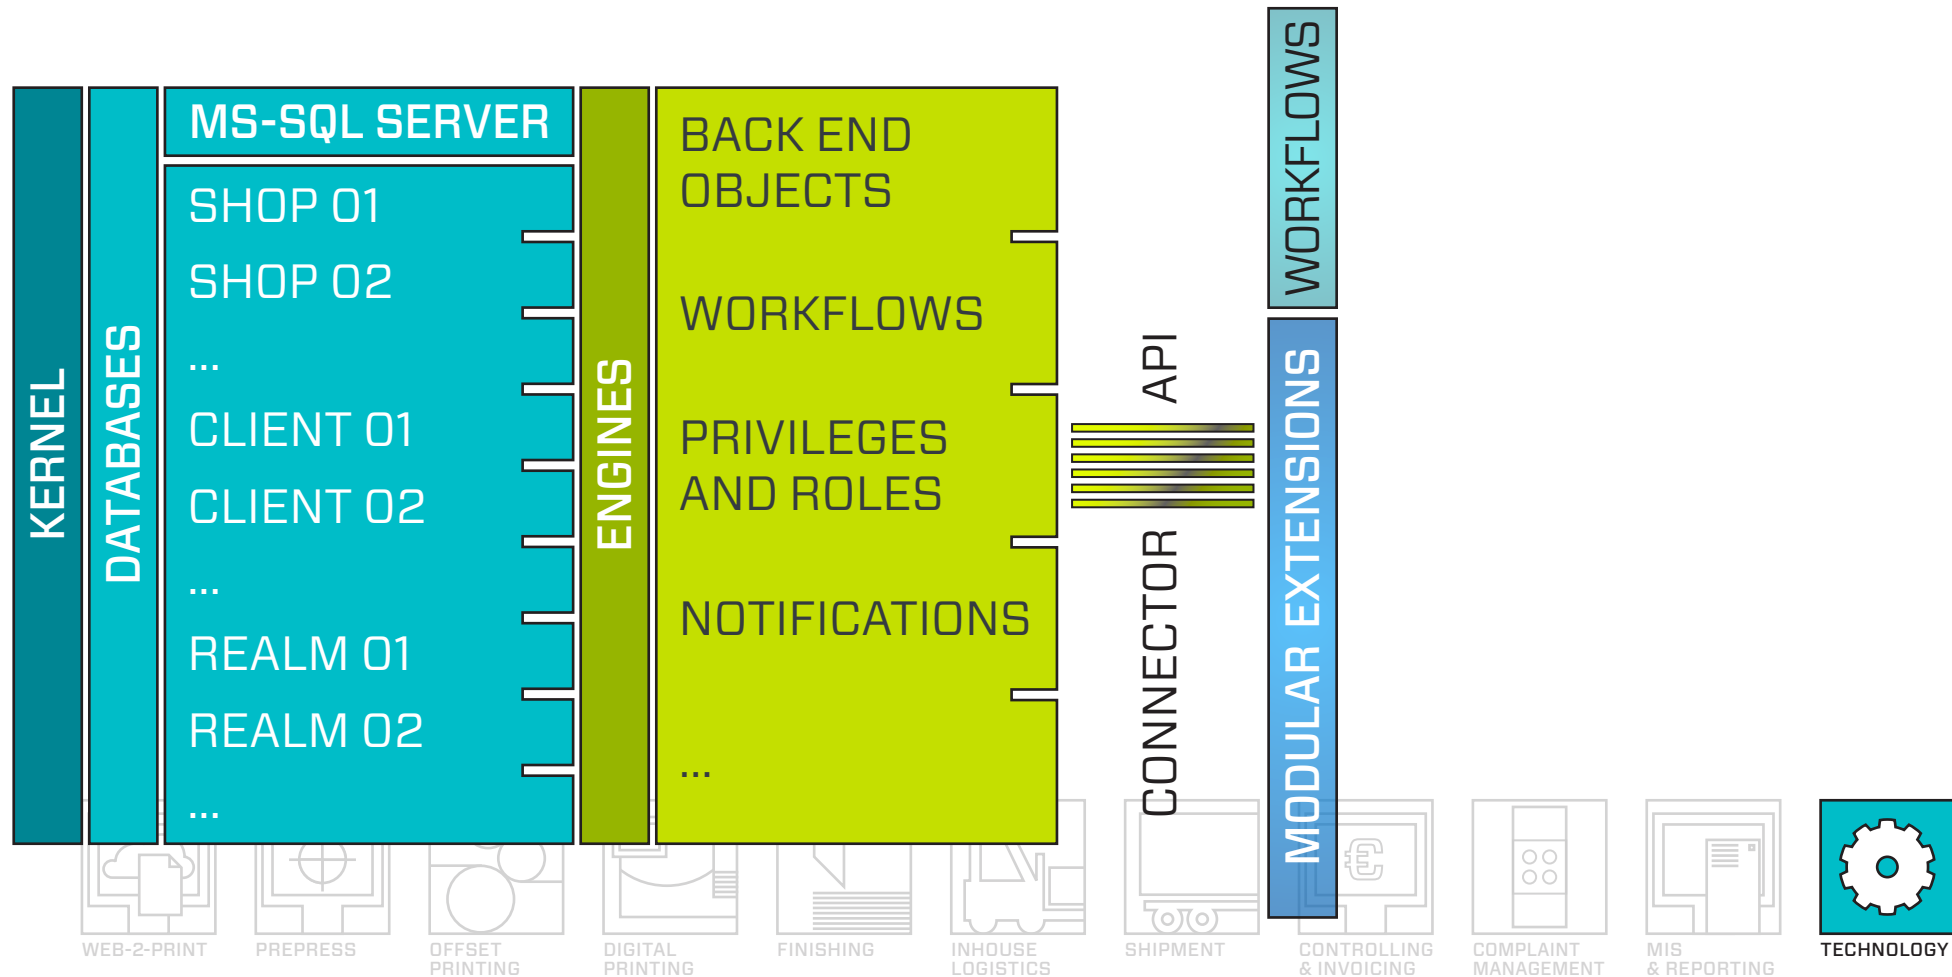 KERNEL
DATABASES
MS-SQL SERVER
SHOP 01
SHOP 02
...
CLIENT 01
CLIENT 02
...
REALM 01
REALM 02
...
ENGINES
BACK END
OBJECTS
WORKFLOWS
PRIVILEGES
AND ROLES
NOTIFICATIONS
...
CONNECTOR API
WORKFLOWS
MODULAR EXTENSIONS
WEB-2-PRINT
PREPRESS
OFFSET
PRINTING
DIGITAL
PRINTING
FINISHING
INHOUSE
LOGISTICS
SHIPMENT
CONTROLLING
& INVOICING
COMPLAINT
MANAGEMENT
MIS
& REPORTING
TECHNOLOGY